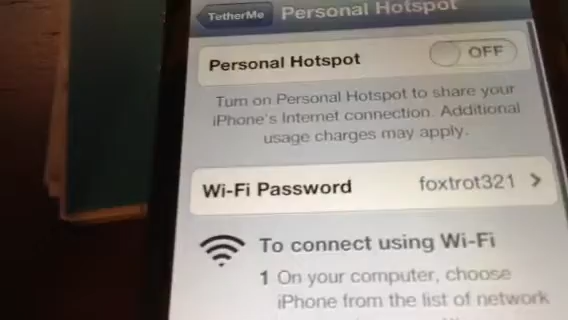 TetherMe Personal Hotspot
Personal Hotspot OFF
Turn on Personal Hotspot to share your
iPhone's Internet connection. Additional
usage charges may apply.
Wi-Fi Password foxtrot321
To connect using Wi-Fi
1 On your computer, choose
iPhone from the list of network